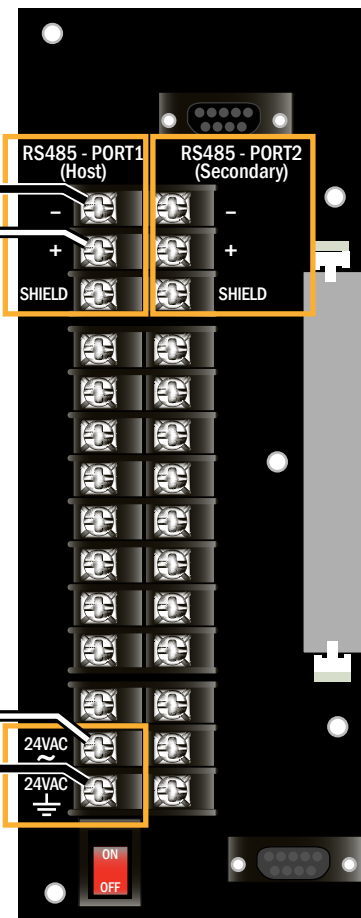 RS485 - PORT1
(Host)
RS485 - PORT2
(Secondary)
–
–
+
+
SHIELD
SHIELD
24VAC
~
24VAC
ON
OFF